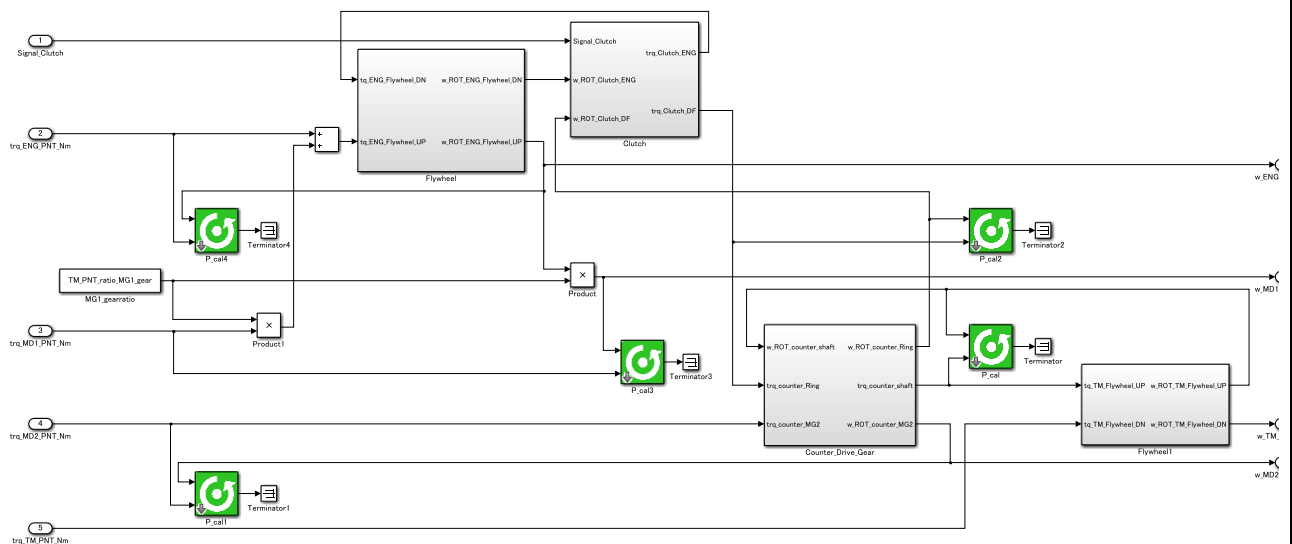 1
Signal_Clutch
2
trq_ENG_PNT_Nm
+
+
tq_ENG_Flywheel_DN
w_ROT_ENG_Flywheel_DN
tq_ENG_Flywheel_UP
w_ROT_ENG_Flywheel_UP
Flywheel
Signal_Clutch
trq_Clutch_ENG
w_ROT_Clutch_ENG
trq_Clutch_DF
w_ROT_Clutch_DF
Clutch
w_ENG
P_cal4
Terminator4
P_cal2
Terminator2
TM_PNT_ratio_MG1_gear
MG1_gearratio
×
Product
w_MD1
3
trq_MD1_PNT_Nm
×
Product1
P_cal3
Terminator3
w_ROT_counter_shaft
w_ROT_counter_Ring
trq_counter_Ring
trq_counter_shaft
trq_counter_MG2
w_ROT_counter_MG2
Counter_Drive_Gear
P_cal
Terminator
tq_TM_Flywheel_UP
w_ROT_TM_Flywheel_UP
tq_TM_Flywheel_DN
w_ROT_TM_Flywheel_DN
Flywheel1
4
trq_MD2_PNT_Nm
w_TM_
w_MD2
P_cal1
Terminator1
5
trq_TM_PNT_Nm